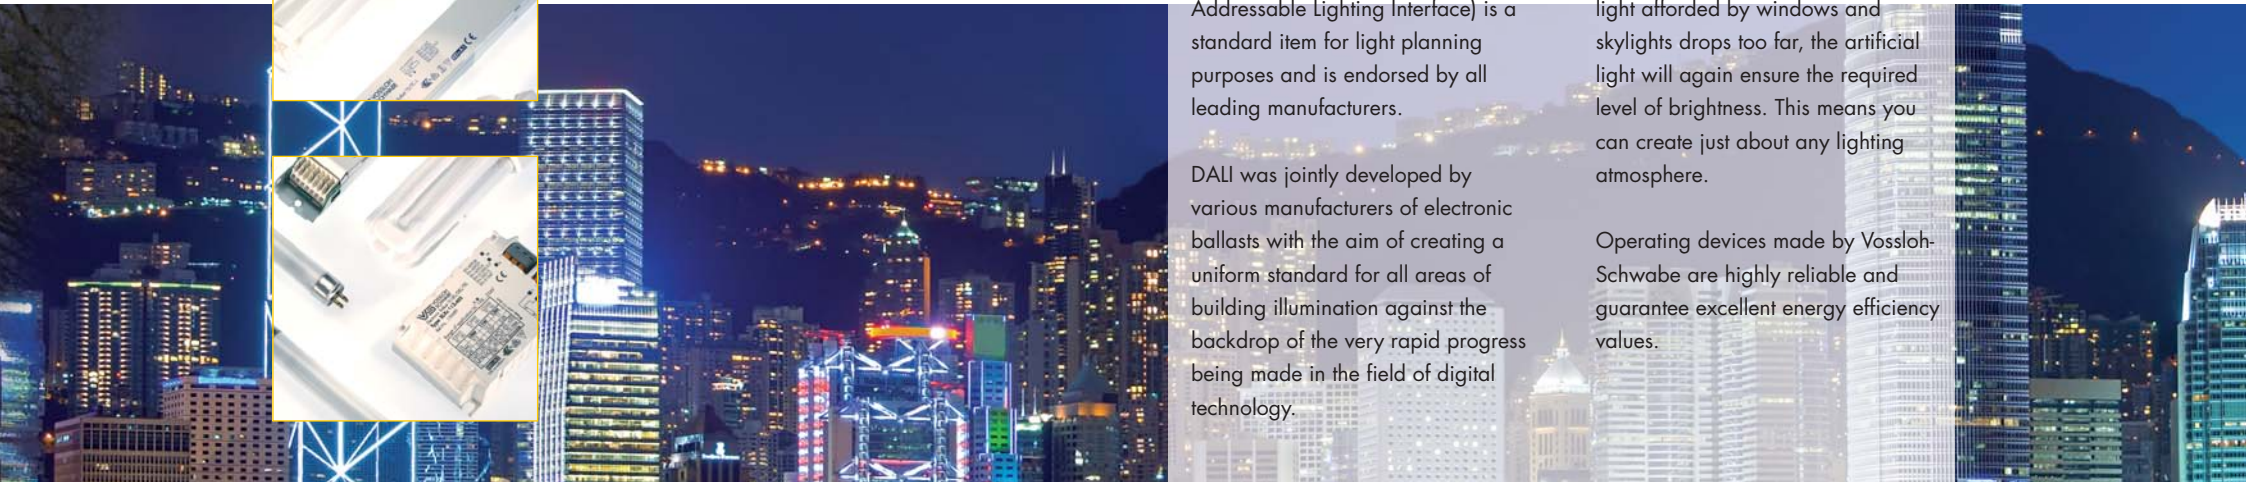 Addressable Lighting Interface) is a
standard item for light planning
purposes and is endorsed by all
leading manufacturers.
DALI was jointly developed by
various manufacturers of electronic
ballasts with the aim of creating a
uniform standard for all areas of
building illumination against the
backdrop of the very rapid progress
being made in the field of digital
technology.
light afforded by windows and
skylights drops too far, the artificial
light will again ensure the required
level of brightness. This means you
can create just about any lighting
atmosphere.
Operating devices made by Vossloh-
Schwabe are highly reliable and
guarantee excellent energy efficiency
values.